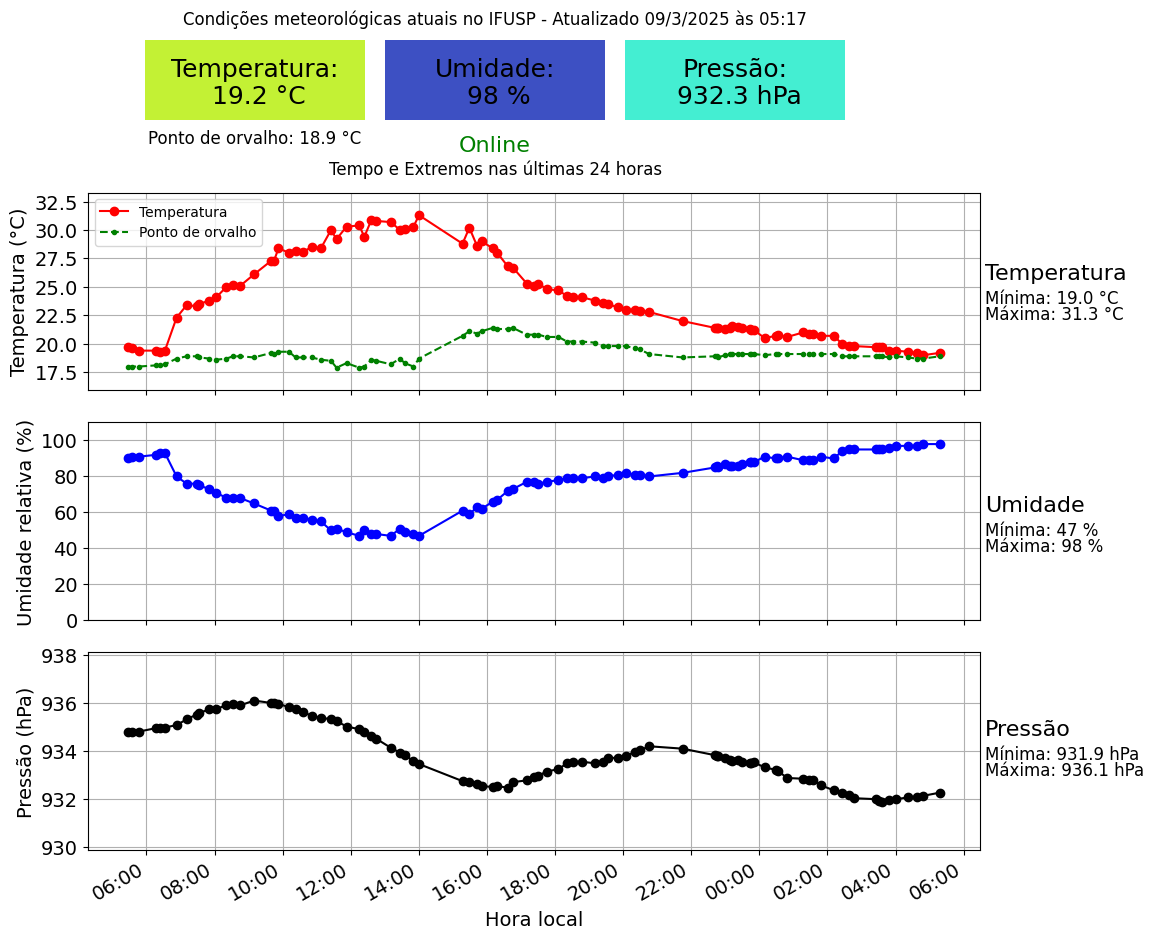 Condições meteorológicas atuais no IFUSP - Atualizado 09/3/2025 às 05:17
Temperatura:
19.2 °C
Umidade:
98 %
Pressão:
932.3 hPa
Ponto de orvalho: 18.9 °C
Online
Tempo e Extremos nas últimas 24 horas
Temperatura (°C)
32.5
30.0
27.5
25.0
22.5
20.0
17.5
Temperatura
Ponto de orvalho
Temperatura
Mínima: 19.0 °C
Máxima: 31.3 °C
Umidade relativa (%)
100
80
60
40
20
0
Umidade
Mínima: 47 %
Máxima: 98 %
Pressão (hPa)
938
936
934
932
930
Pressão
Mínima: 931.9 hPa
Máxima: 936.1 hPa
06:00 08:00 10:00 12:00 14:00 16:00 18:00 20:00 22:00 00:00 02:00 04:00 06:00
Hora local